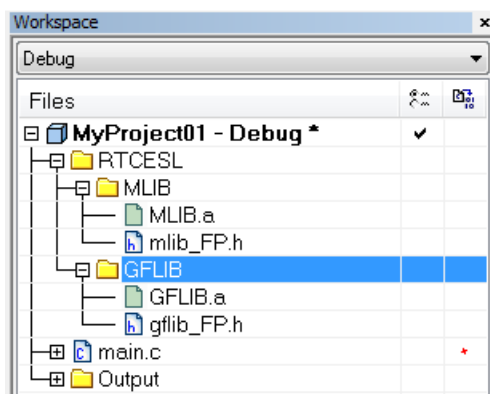 Workspace
Debug
Files
MyProject01 - Debug *
RTCESL
MLIB
MLIB.a
mlib_FP.h
GFLIB
GFLIB.a
gflib_FP.h
main.c
Output